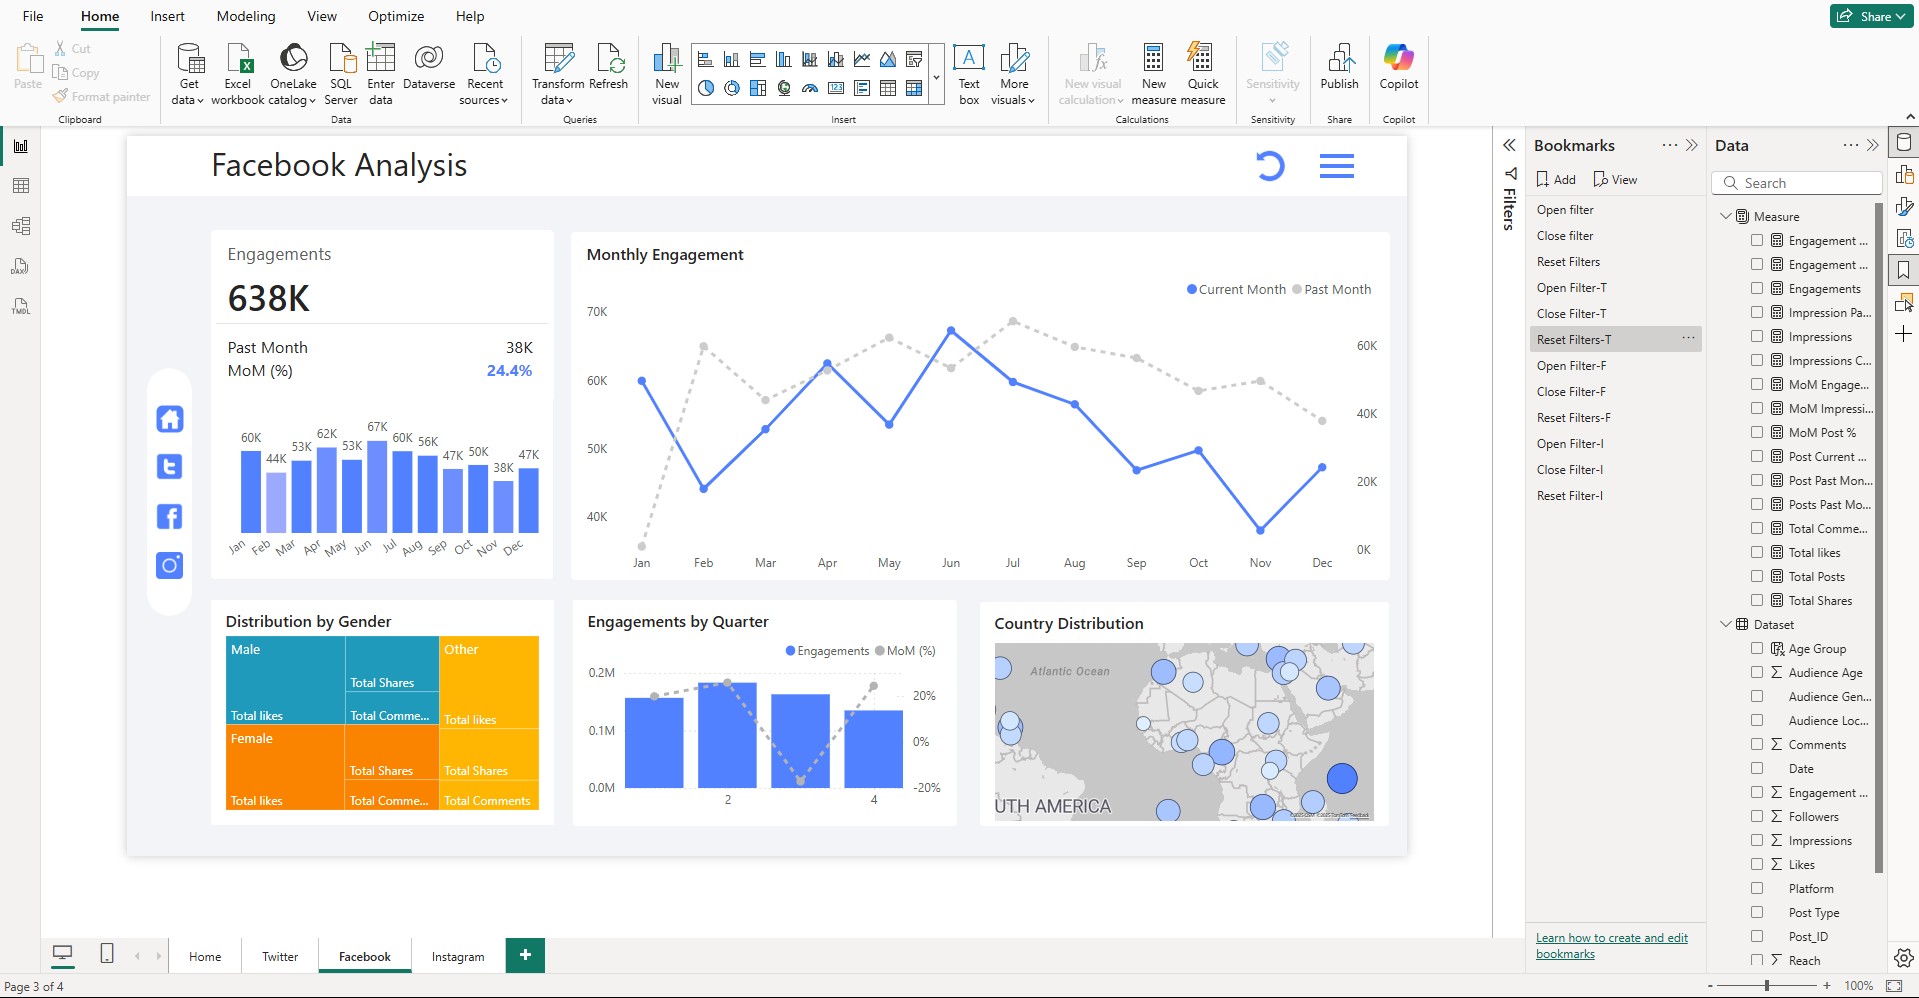 File Home Insert Modeling View Optimize Help
Share
Paste
Cut
Copy
Format painter
Clipboard
Get data
Excel workbook
OneLake catalog
SQL Server
Enter data
Dataverse
Recent sources
Data
Transform data
Refresh
Queries
New visual
Text box
More visuals
Insert
New visual calculation
New measure
Quick measure
Calculations
Sensitivity
Sensitivity
Publish
Share
Copilot
Copilot
Facebook Analysis
Engagements
638K
Past Month 38K
MoM (%) 24.4%
60K 44K 53K 62K 53K 67K 60K 56K 47K 50K 38K 47K
Jan Feb Mar Apr May Jun Jul Aug Sep Oct Nov Dec
Monthly Engagement
Current Month Past Month
70K
60K
50K
40K
60K
40K
20K
0K
Jan Feb Mar Apr May Jun Jul Aug Sep Oct Nov Dec
Distribution by Gender
Male
Total likes
Total Shares
Total Comme...
Other
Total likes
Total Shares
Total Comments
Female
Total likes
Total Shares
Total Comme...
Engagements by Quarter
Engagements MoM (%)
0.2M
0.1M
0.0M
20%
0%
-20%
2 4
Country Distribution
Atlantic Ocean
UTH AMERICA
Filters
Bookmarks
Add View
Open filter
Close filter
Reset Filters
Open Filter-T
Close Filter-T
Reset Filters-T
Open Filter-F
Close Filter-F
Reset Filters-F
Open Filter-I
Close Filter-I
Reset Filter-I
Learn how to create and edit
bookmarks
Data
Search
Measure
Engagement ...
Engagement ...
Engagements
Impression Pa...
Impressions
Impressions C...
MoM Engage...
MoM Impressi...
MoM Post %
Post Current ...
Post Past Mon...
Posts Past Mo...
Total Comme...
Total likes
Total Posts
Total Shares
Dataset
Age Group
Audience Age
Audience Gen...
Audience Loc...
Comments
Date
Engagement ...
Followers
Impressions
Likes
Platform
Post Type
Post_ID
Reach
DAX
TMDL
Home Twitter Facebook Instagram
Page 3 of 4
100%